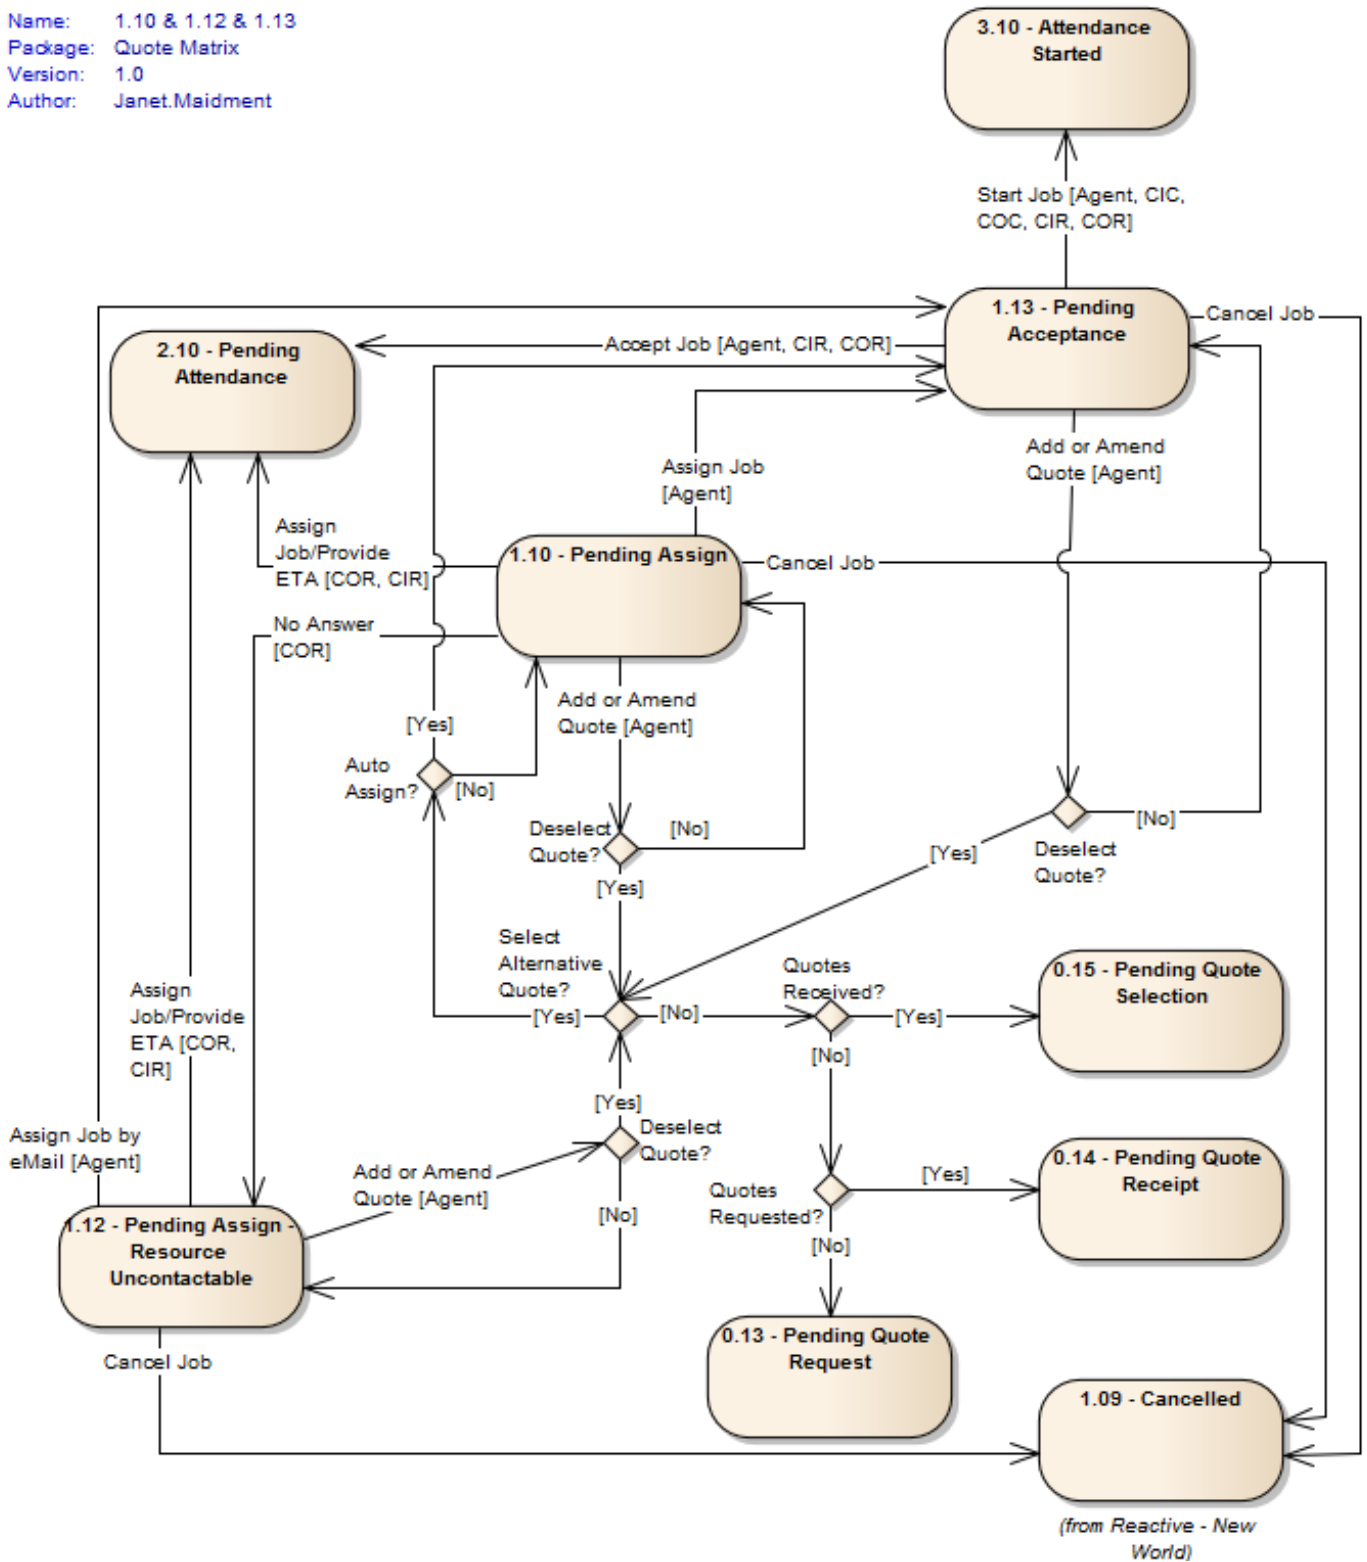 Name: 1.10 & 1.12 & 1.13
Package: Quote Matrix
Version: 1.0
Author: Janet.Maidment
3.10 - Attendance
Started
Start Job [Agent, CIC,
COC, CIR, COR]
1.13 - Pending
Acceptance
Cancel Job
2.10 - Pending
Attendance
Accept Job [Agent, CIR, COR]
Add or Amend
Quote [Agent]
Assign Job
[Agent]
Assign
Job/Provide
ETA [COR, CIR]
1.10 - Pending Assign
Cancel Job
No Answer
[COR]
Add or Amend
Quote [Agent]
[Yes]
Auto
Assign?
[No]
Deselect
Quote?
[No]
[Yes]
[No]
Deselect
Quote?
[Yes]
Select
Alternative
Quote?
[Yes]
[No]
Quotes
Received?
[Yes]
[No]
0.15 - Pending Quote
Selection
Assign
Job/Provide
ETA [COR,
CIR]
[Yes]
Deselect
Quote?
[No]
Assign Job by
eMail [Agent]
Add or Amend
Quote [Agent]
Quotes
Requested?
[Yes]
[No]
0.14 - Pending Quote
Receipt
1.12 - Pending Assign -
Resource
Uncontactable
Cancel Job
0.13 - Pending Quote
Request
1.09 - Cancelled
(from Reactive - New
World)